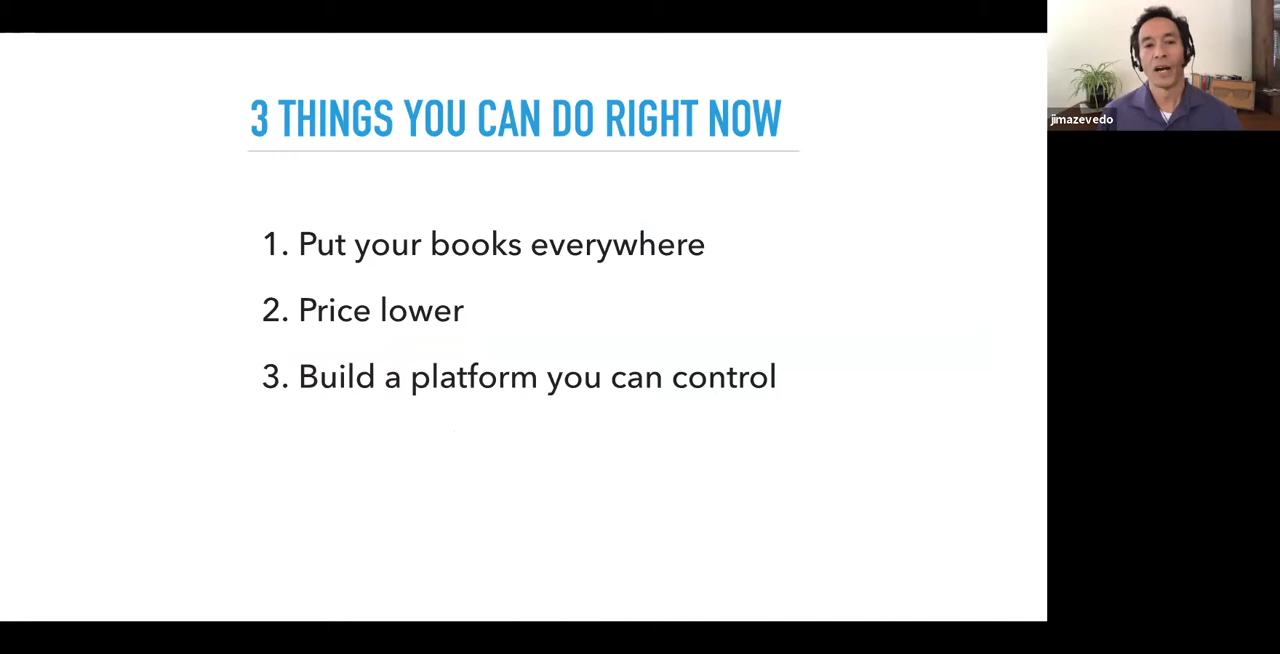 3 THINGS YOU CAN DO RIGHT NOW
1. Put your books everywhere
2. Price lower
3. Build a platform you can control
jimazevedo